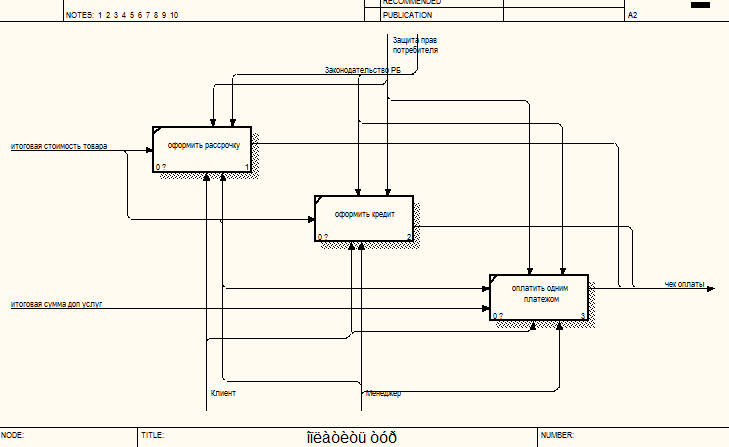 RECOMMENDED
NOTES: 1 2 3 4 5 6 7 8 9 10
PUBLICATION
A2
Защита прав
потребителя
Законодательство РБ
итоговая стоимость товара
оформить рассрочку
0 ?
1
оформить кредит
0 ?
2
оплатить одним
платежом
0 ?
3
чек оплаты
итоговая сумма доп услуг
Клиент
Менеджер
NODE:
TITLE:
îïëàòèòü òóð
NUMBER: